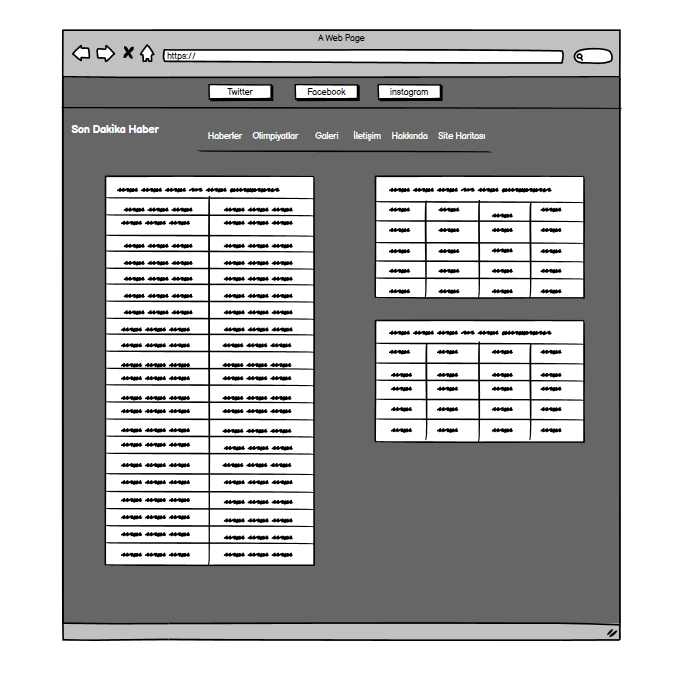 A Web Page
https://
Twitter Facebook instagram
Son Dakika Haber
Haberler Olimpiyatlar Galeri İletişim Hakkında Site Haritası